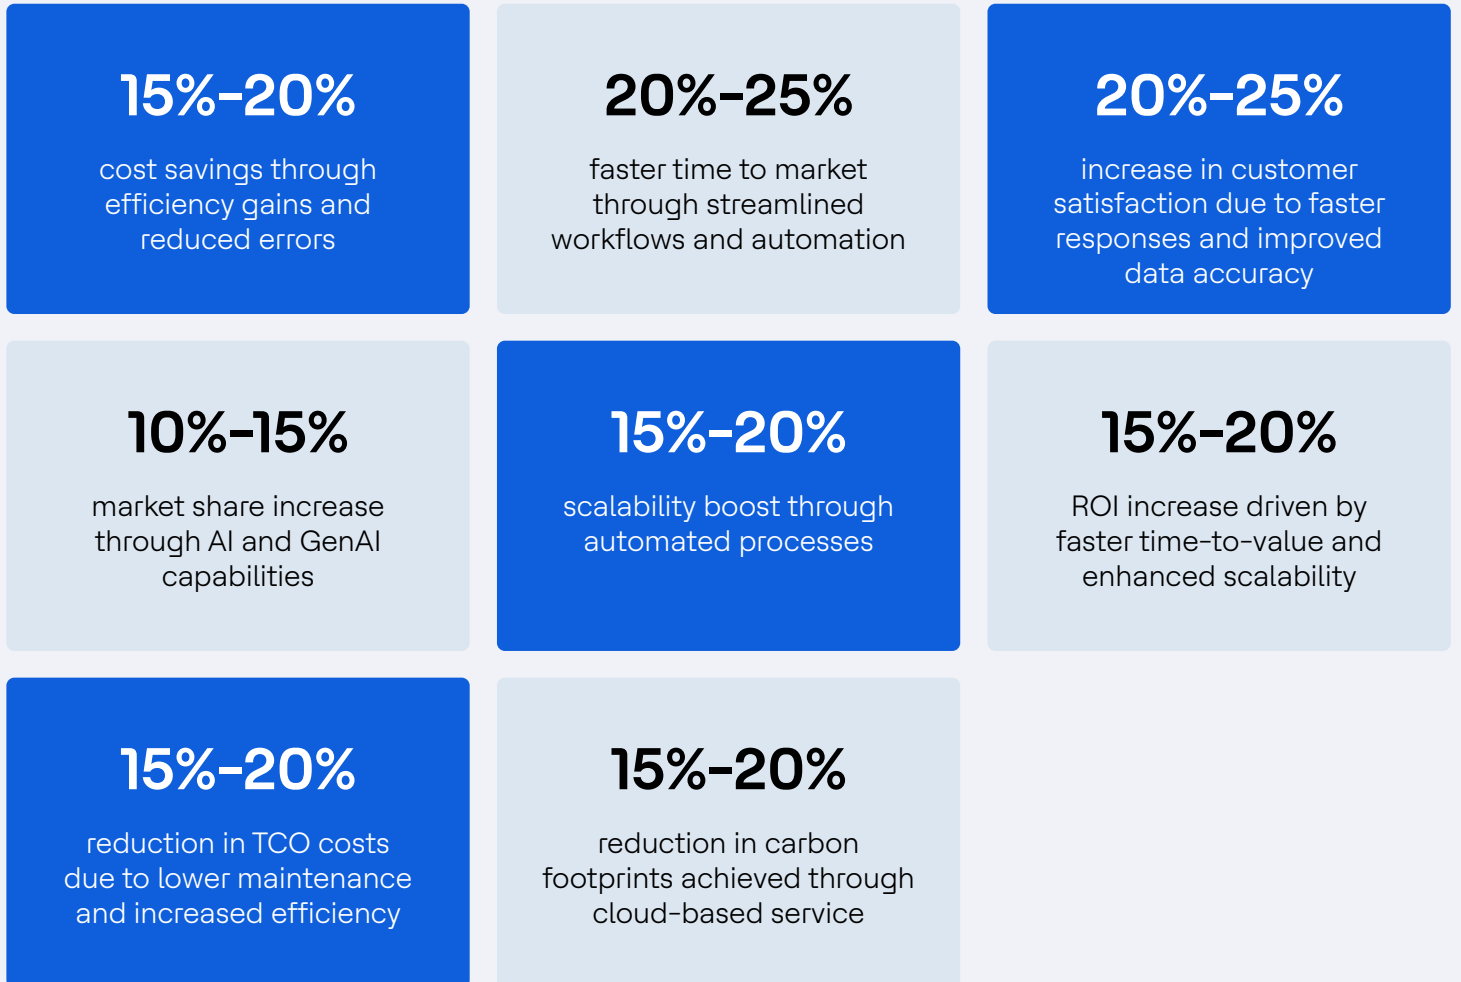 15%–20%
cost savings through
efficiency gains and
reduced errors
20%–25%
faster time to market
through streamlined
workflows and automation
20%–25%
increase in customer
satisfaction due to faster
responses and improved
data accuracy
10%–15%
market share increase
through AI and GenAI
capabilities
15%–20%
scalability boost through
automated processes
15%–20%
ROI increase driven by
faster time-to-value and
enhanced scalability
15%–20%
reduction in TCO costs
due to lower maintenance
and increased efficiency
15%–20%
reduction in carbon
footprints achieved through
cloud-based service